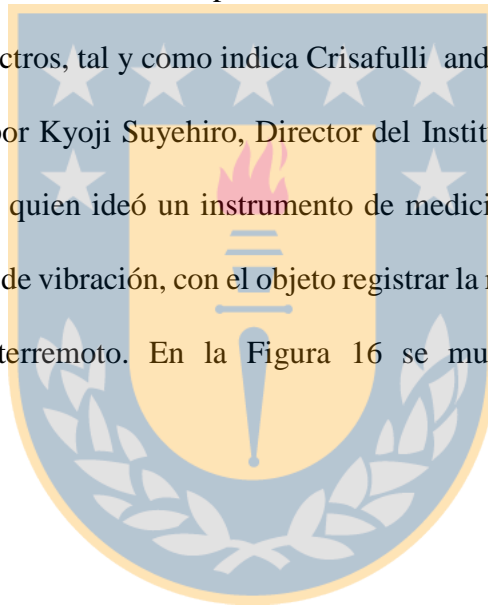 ctros, tal y como indica Crisafulli and
or Kyoji Suyehiro, Director del Instit
quien ideó un instrumento de medici
de vibración, con el objeto registrar la
terremoto. En la Figura 16 se mu